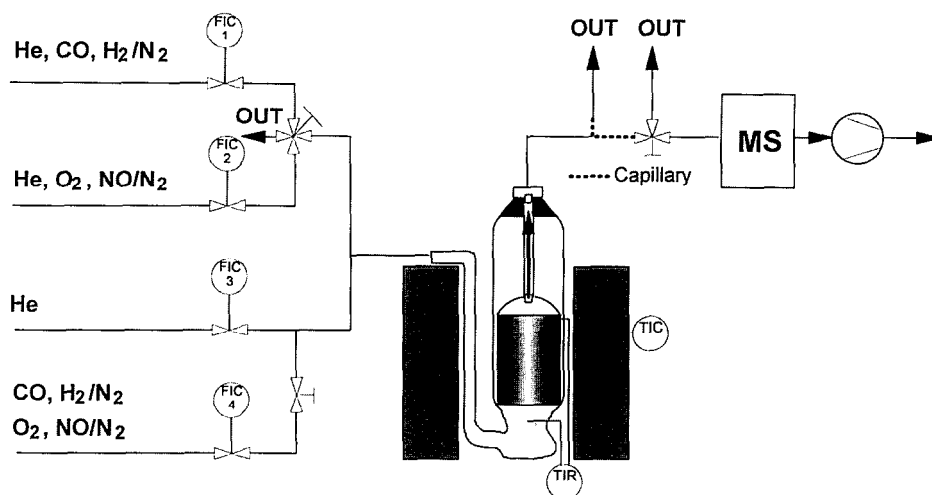 FIC
1
He, CO, H₂/N₂
OUT
FIC
2
He, O₂, NO/N₂
FIC
3
He
CO, H₂/N₂
O₂, NO/N₂
FIC
4
OUT
OUT
MS
Capillary
TIC
TIR